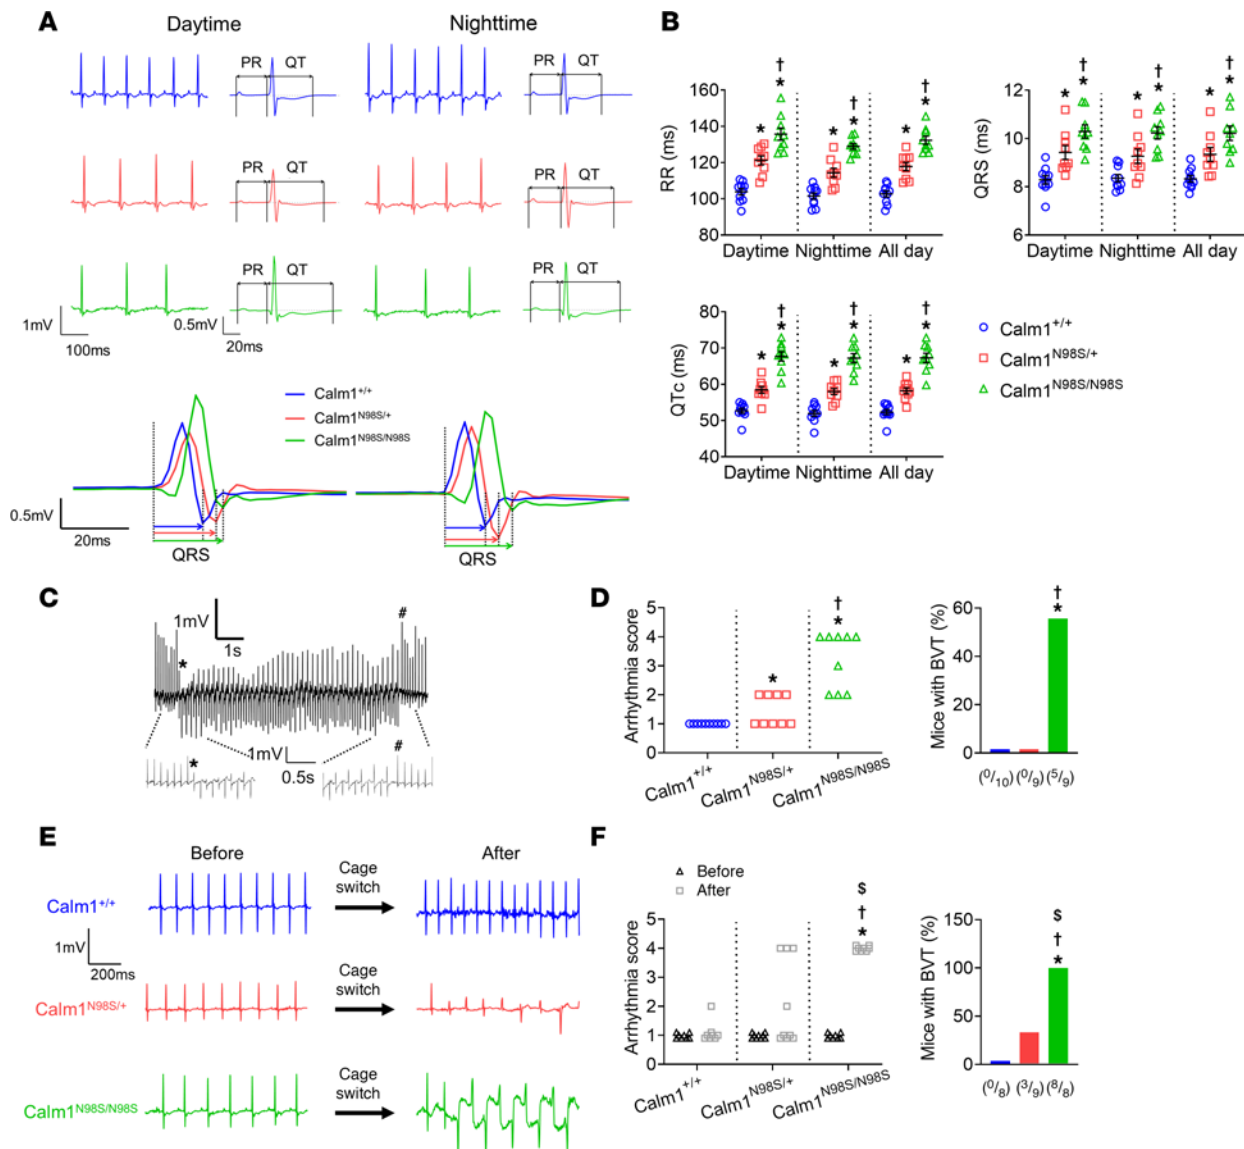 A
Daytime
Nighttime
PR QT
PR QT
PR QT
PR QT
PR QT
PR QT
1mV
100ms
0.5mV
20ms
Calm1+/+
Calm1N98S/+
Calm1N98S/N98S
0.5mV
20ms
QRS
QRS
B
RR (ms)
160
140
120
100
80
† * * † * * † * *
Daytime Nighttime All day
QRS (ms)
12
10
8
6
* † * * † * * † *
Daytime Nighttime All day
QTc (ms)
80
70
60
50
40
* † * * † * * † *
Daytime Nighttime All day
Calm1+/+
Calm1N98S/+
Calm1N98S/N98S
C
1mV
1s
*
#
1mV
0.5s
*
#
D
Arrhythmia score
5
4
3
2
1
0
*
†
*
Calm1+/+
Calm1N98S/+
Calm1N98S/N98S
Mice with BVT (%)
60
40
20
0
†
*
(0/10) (0/9) (5/9)
E
Before
After
Calm1+/+
Cage
switch
1mV
200ms
Calm1N98S/+
Cage
switch
Calm1N98S/N98S
Cage
switch
F
Before
After
Arrhythmia score
5
4
3
2
1
0
$
†
*
Calm1+/+
Calm1N98S/+
Calm1N98S/N98S
Mice with BVT (%)
150
100
50
0
$
†
*
(0/8) (3/9) (8/8)